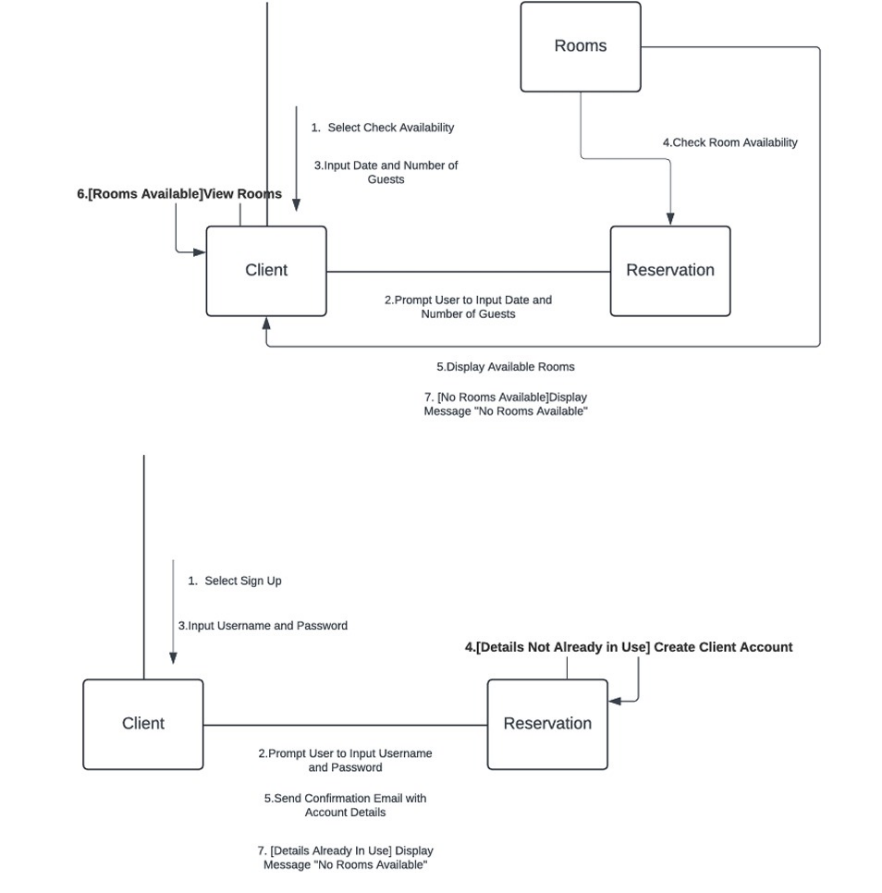 Rooms
1. Select Check Availability
4.Check Room Availability
3.Input Date and Number of
Guests
6.[Rooms Available]View Rooms
Client
Reservation
2.Prompt User to Input Date and
Number of Guests
5.Display Available Rooms
7. [No Rooms Available]Display
Message "No Rooms Available"
1. Select Sign Up
3.Input Username and Password
4.[Details Not Already in Use] Create Client Account
Client
Reservation
2.Prompt User to Input Username
and Password
5.Send Confirmation Email with
Account Details
7. [Details Already In Use] Display
Message "No Rooms Available"